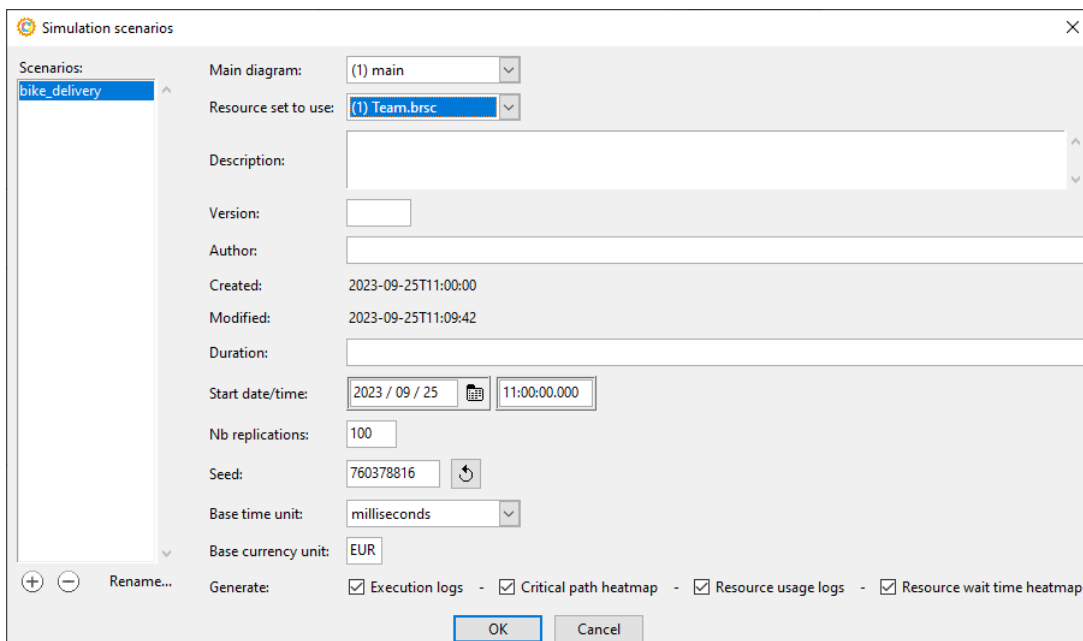 Simulation scenarios
Scenarios:
bike_delivery
Main diagram: (1) main
Resource set to use: (1) Team.brsc
Description:
Version:
Author:
Created: 2023-09-25T11:00:00
Modified: 2023-09-25T11:09:42
Duration:
Start date/time: 2023 / 09 / 25 11:00:00.000
Nb replications: 100
Seed: 760378816
Base time unit: milliseconds
Base currency unit: EUR
Rename...
Generate: Execution logs - Critical path heatmap - Resource usage logs - Resource wait time heatmap
OK Cancel